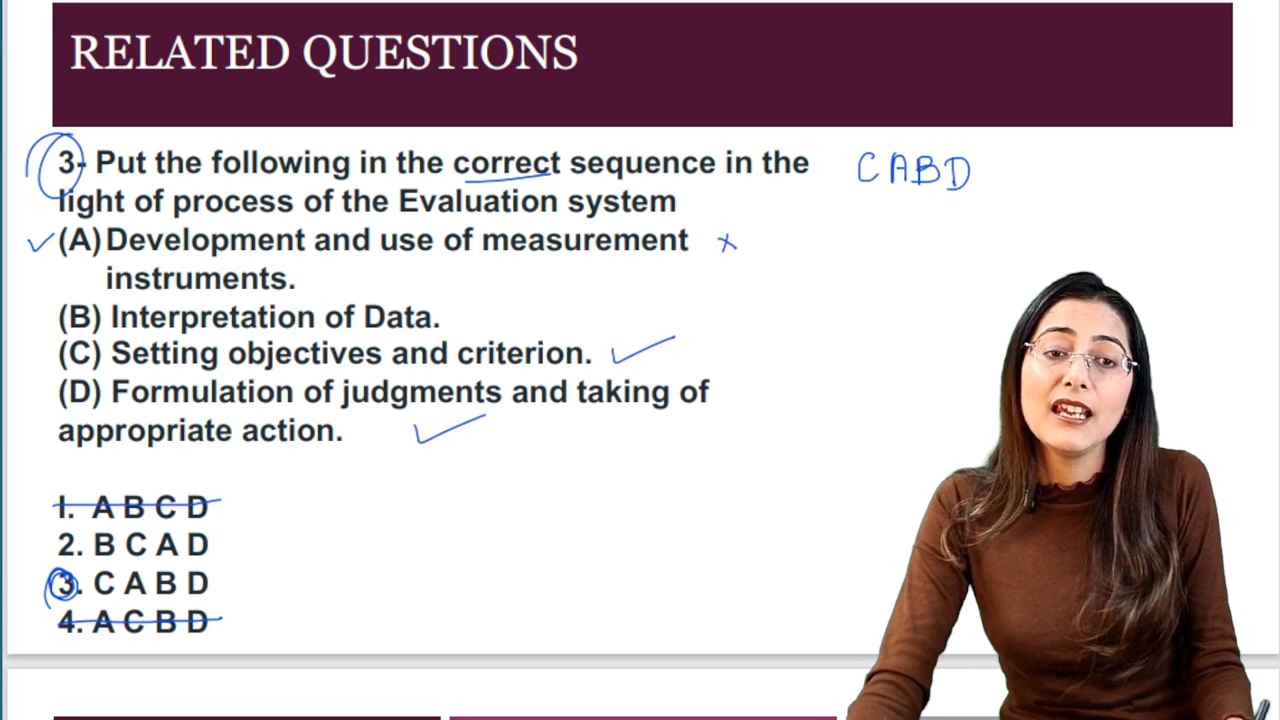 RELATED QUESTIONS
3- Put the following in the correct sequence in the
light of process of the Evaluation system
C A B D
(A) Development and use of measurement
instruments.
(B) Interpretation of Data.
(C) Setting objectives and criterion.
(D) Formulation of judgments and taking of
appropriate action.
1. A B C D
2. B C A D
3. C A B D
4. A C B D